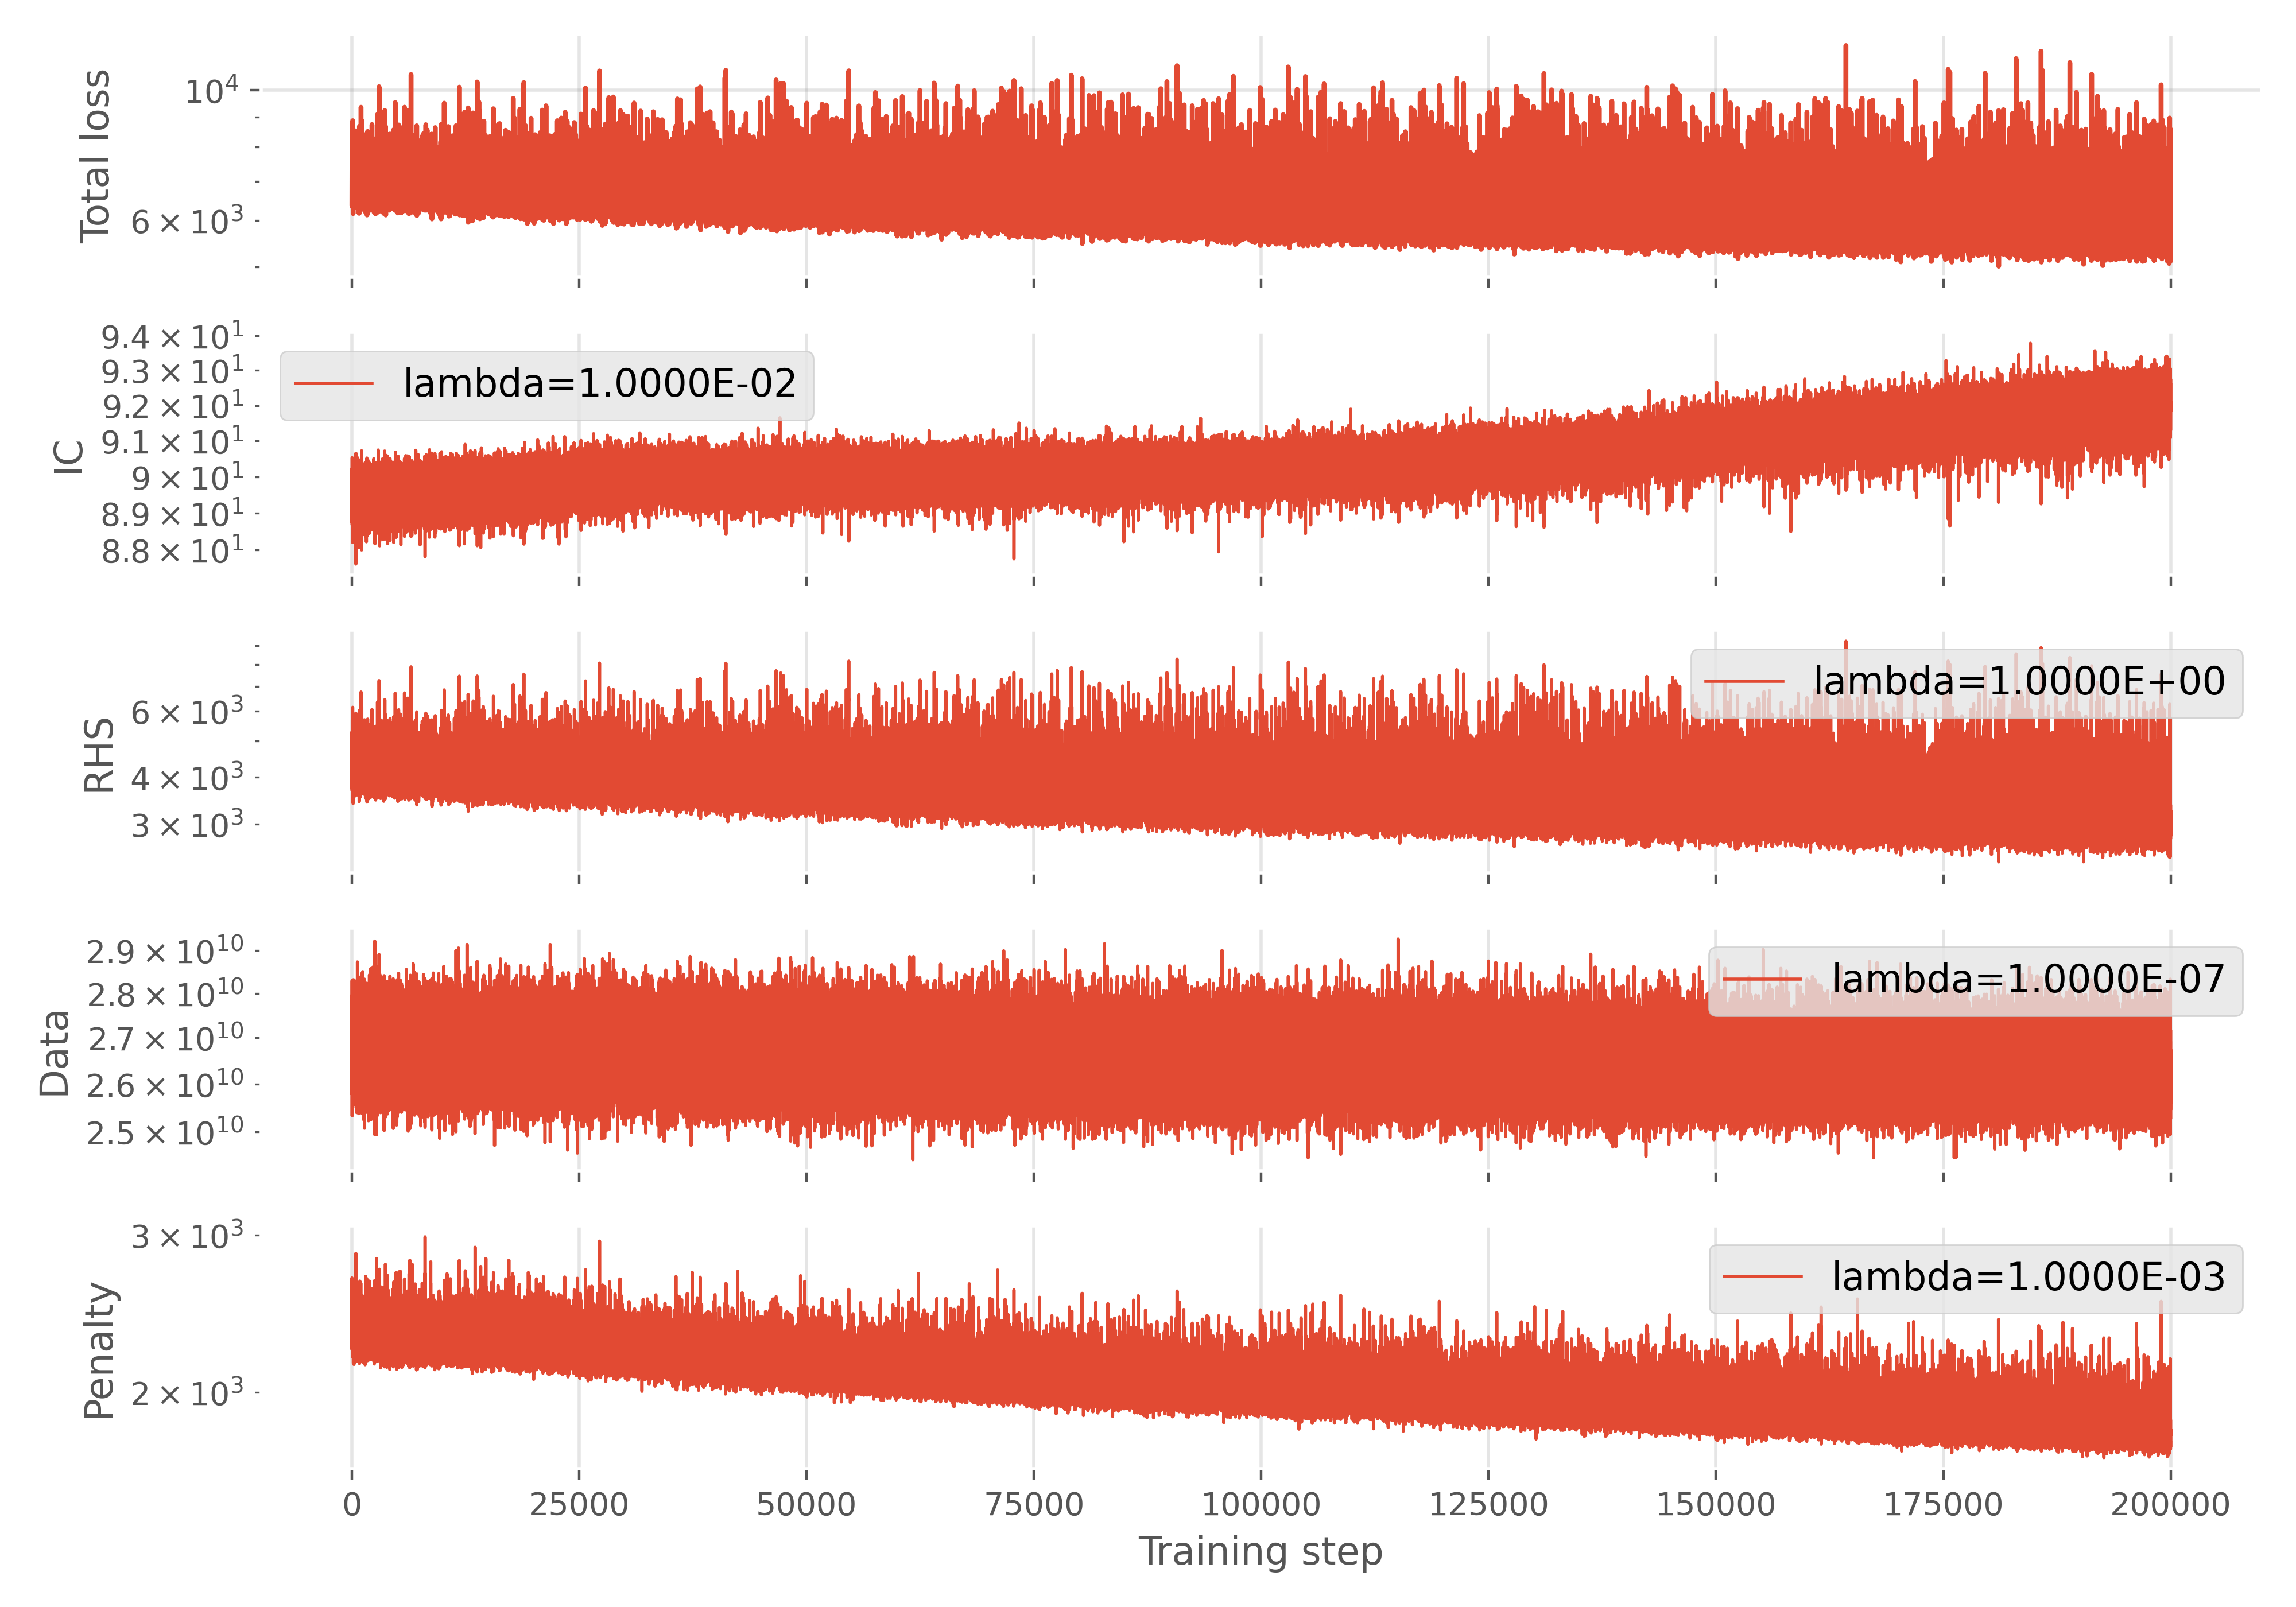 Total loss
10^4
6 × 10^3
IC
9.4 × 10^1
9.3 × 10^1
9.2 × 10^1
9.1 × 10^1
9 × 10^1
8.9 × 10^1
8.8 × 10^1
lambda=1.0000E-02
RHS
6 × 10^3
4 × 10^3
3 × 10^3
lambda=1.0000E+00
Data
2.9 × 10^10
2.8 × 10^10
2.7 × 10^10
2.6 × 10^10
2.5 × 10^10
lambda=1.0000E-07
Penalty
3 × 10^3
2 × 10^3
lambda=1.0000E-03
0 25000 50000 75000 100000 125000 150000 175000 200000
Training step